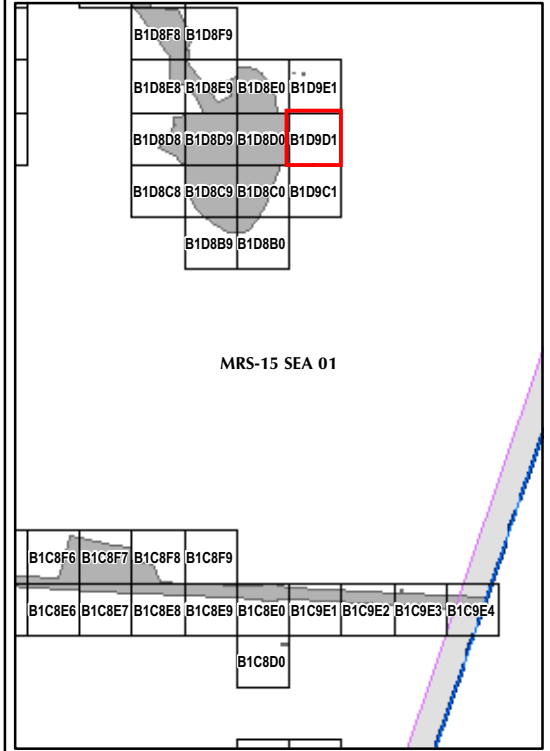 B1D8F8 B1D8F9
B1D8E8 B1D8E9 B1D8E0 B1D9E1
B1D8D8 B1D8D9 B1D8D0 B1D9D1
B1D8C8 B1D8C9 B1D8C0 B1D9C1
B1D8B9 B1D8B0
MRS-15 SEA 01
B1C8F6 B1C8F7 B1C8F8 B1C8F9
B1C8E6 B1C8E7 B1C8E8 B1C8E9 B1C8E0 B1C9E1 B1C9E2 B1C9E3 B1C9E4
B1C8D0